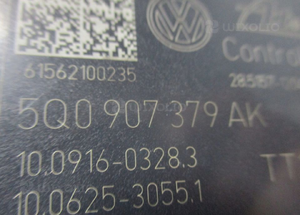 61562100235
Control
5Q0 907 379 AK
10.0916-0328.3
TT
10.0625-3055.1